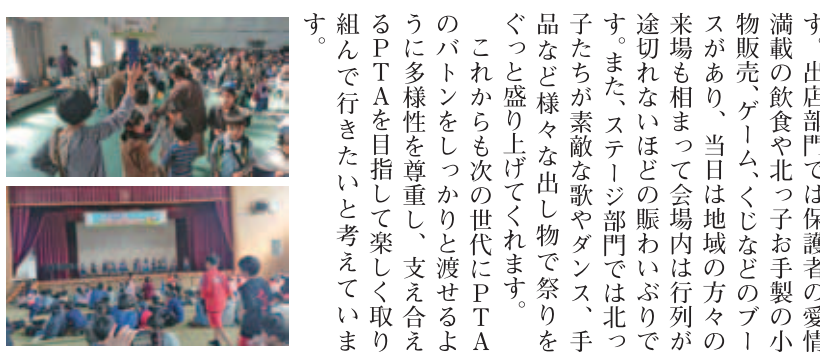 す。出店部門では保護者の愛情
満載の飲食や北っ子お手製の小
物販売、ゲーム、くじなどのブー
スがあり、当日は地域の方々の
来場も相まって会場内は行列が
途切れないほどの賑わいぶりで
す。また、ステージ部門では北っ
子たちが素敵な歌やダンス、手
品など様々な出し物で祭りを
ぐっと盛り上げてくれます。
これからも次の世代にPTA
のバトンをしっかりと渡せるよ
うに多様性を尊重し、支え合え
るPTAを目指して楽しく取り
組んで行きたいと考えていま
す。